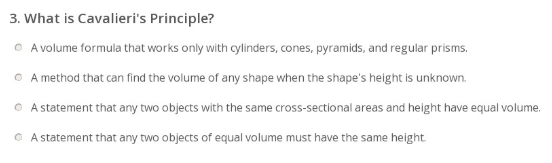 3. What is Cavalieri's Principle?
A volume formula that works only with cylinders, cones, pyramids, and regular prisms.
A method that can find the volume of any shape when the shape's height is unknown.
A statement that any two objects with the same cross-sectional areas and height have equal volume.
A statement that any two objects of equal volume must have the same height.